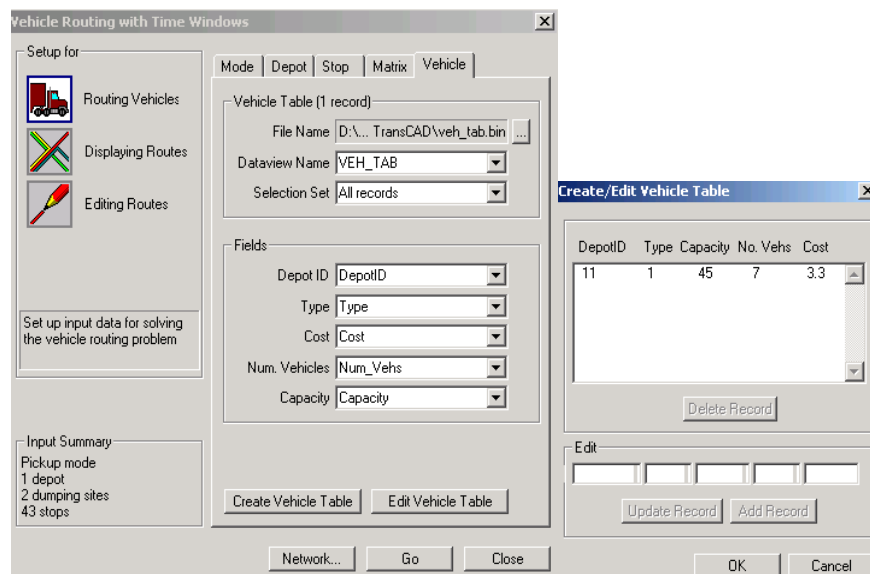 Vehicle Routing with Time Windows
Setup for
Routing Vehicles
Displaying Routes
Editing Routes
Set up input data for solving
the vehicle routing problem
Input Summary
Pickup mode
1 depot
2 dumping sites
43 stops
Mode Depot Stop Matrix Vehicle
Vehicle Table (1 record)
File Name D:\... TransCAD\veh_tab.bin ...
Dataview Name VEH_TAB
Selection Set All records
Fields
Depot ID DepotID
Type Type
Cost Cost
Num. Vehicles Num_Vehs
Capacity Capacity
Create Vehicle Table Edit Vehicle Table
Network... Go Close
Create/Edit Vehicle Table
DepotID Type Capacity No. Vehs Cost
11 1 45 7 3.3
Delete Record
Edit
Update Record Add Record
OK Cancel